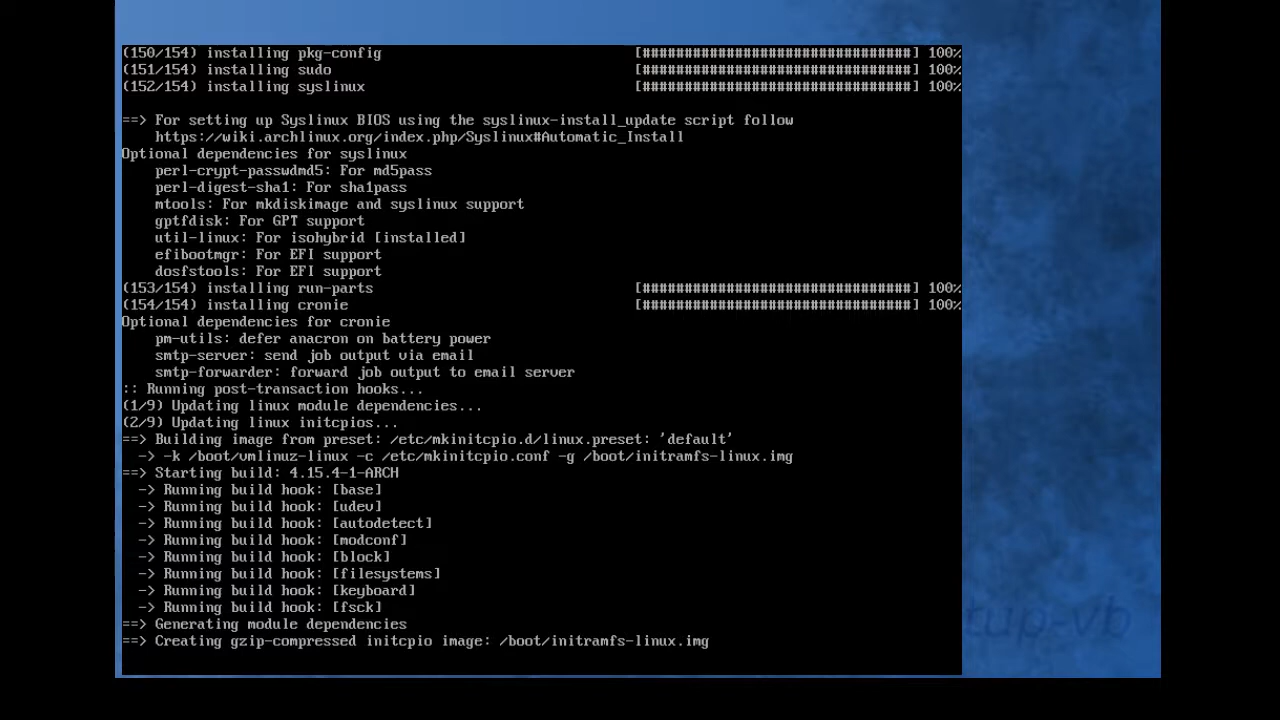 (150/154) installing pkg-config [################################] 100%
(151/154) installing sudo [################################] 100%
(152/154) installing syslinux [################################] 100%
==> For setting up Syslinux BIOS using the syslinux-install_update script follow
https://wiki.archlinux.org/index.php/Syslinux#Automatic_Install
Optional dependencies for syslinux
perl-crypt-passwdmd5: For md5pass
perl-digest-sha1: For sha1pass
mtools: For mkdiskimage and syslinux support
gptfdisk: For GPT support
util-linux: For isohybrid [installed]
efibootmgr: For EFI support
dosfstools: For EFI support
(153/154) installing run-parts [################################] 100%
(154/154) installing cronie [################################] 100%
Optional dependencies for cronie
pm-utils: defer anacron on battery power
smtp-server: send job output via email
smtp-forwarder: forward job output to email server
:: Running post-transaction hooks...
(1/9) Updating linux module dependencies...
(2/9) Updating linux initcpios...
==> Building image from preset: /etc/mkinitcpio.d/linux.preset: 'default'
-> -k /boot/vmlinuz-linux -c /etc/mkinitcpio.conf -g /boot/initramfs-linux.img
==> Starting build: 4.15.4-1-ARCH
-> Running build hook: [base]
-> Running build hook: [udev]
-> Running build hook: [autodetect]
-> Running build hook: [modconf]
-> Running build hook: [block]
-> Running build hook: [filesystems]
-> Running build hook: [keyboard]
-> Running build hook: [fsck]
==> Generating module dependencies
==> Creating gzip-compressed initcpio image: /boot/initramfs-linux.img
tup-vb